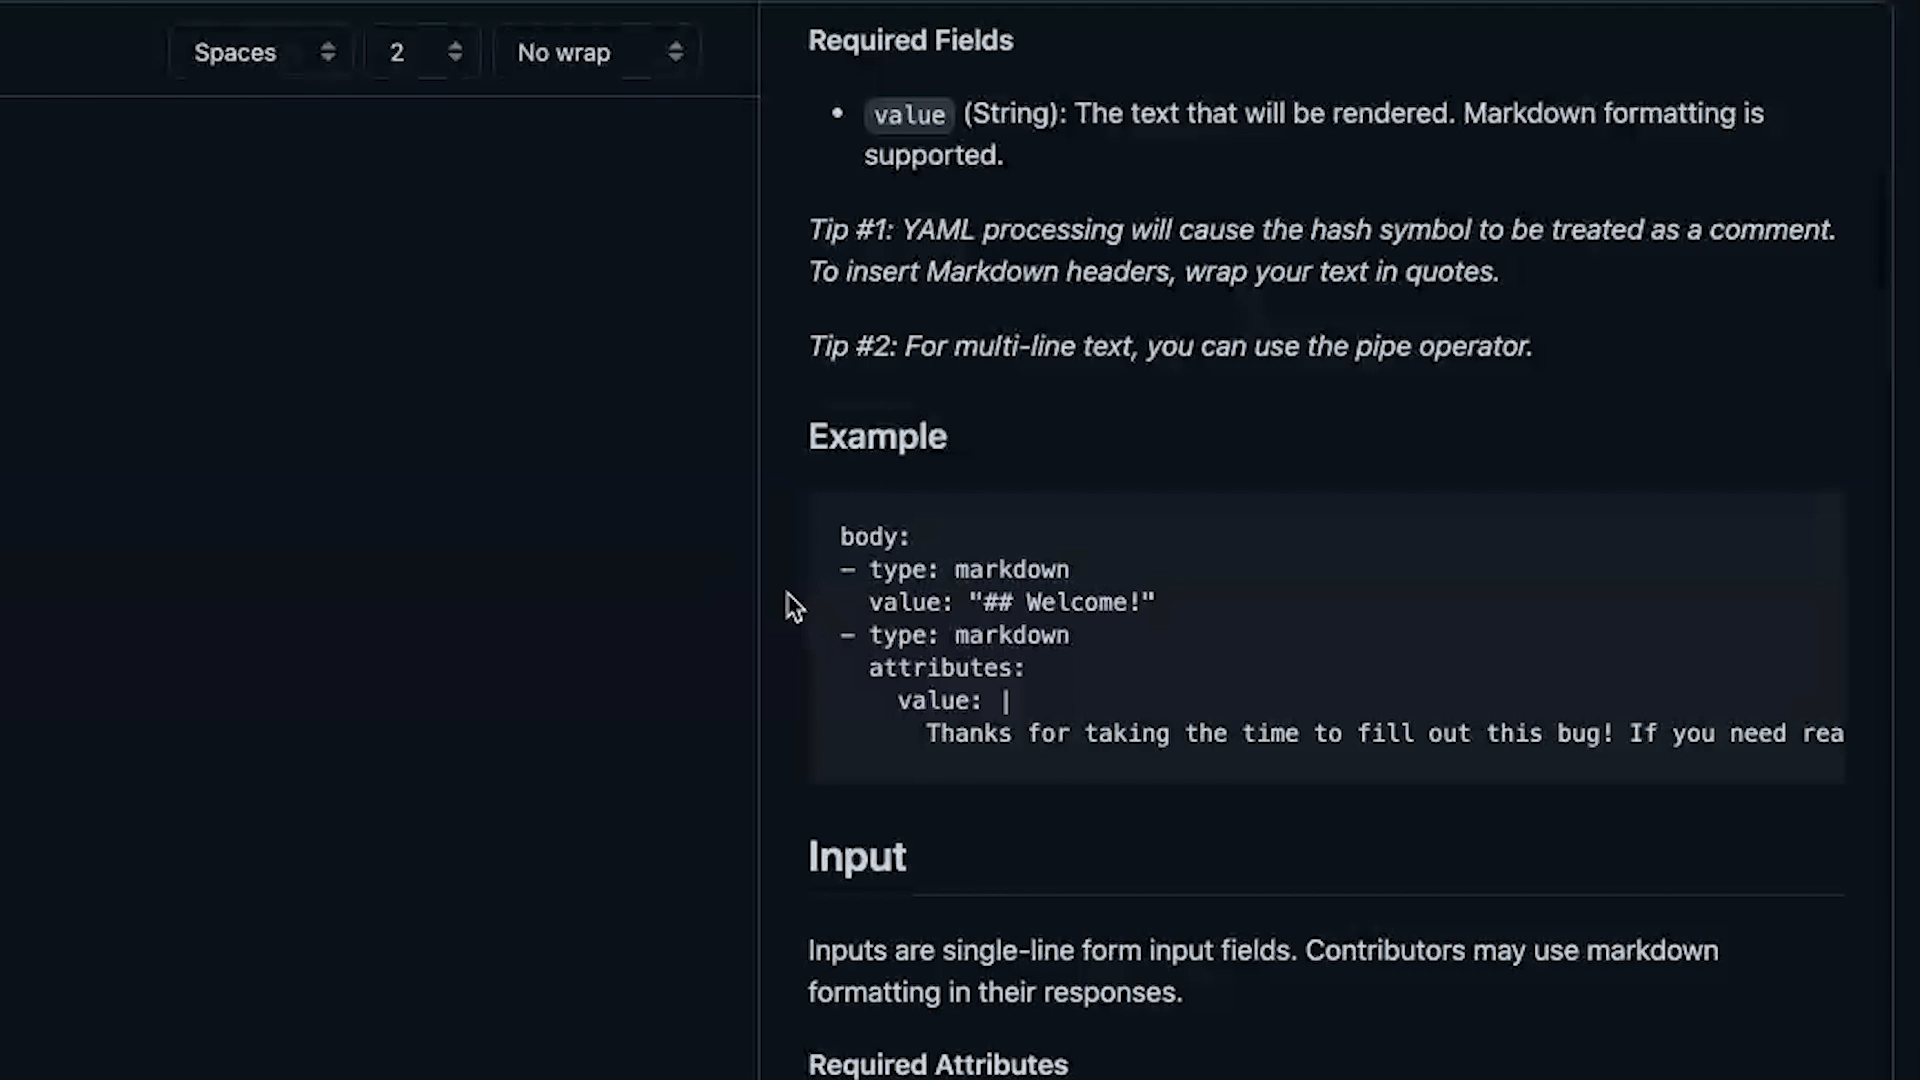 Spaces 2 No wrap
Required Fields
• value (String): The text that will be rendered. Markdown formatting is
supported.
Tip #1: YAML processing will cause the hash symbol to be treated as a comment.
To insert Markdown headers, wrap your text in quotes.
Tip #2: For multi-line text, you can use the pipe operator.
Example
body:
- type: markdown
  value: "## Welcome!"
- type: markdown
  attributes:
    value: |
      Thanks for taking the time to fill out this bug! If you need rea
Input
Inputs are single-line form input fields. Contributors may use markdown
formatting in their responses.
Required Attributes